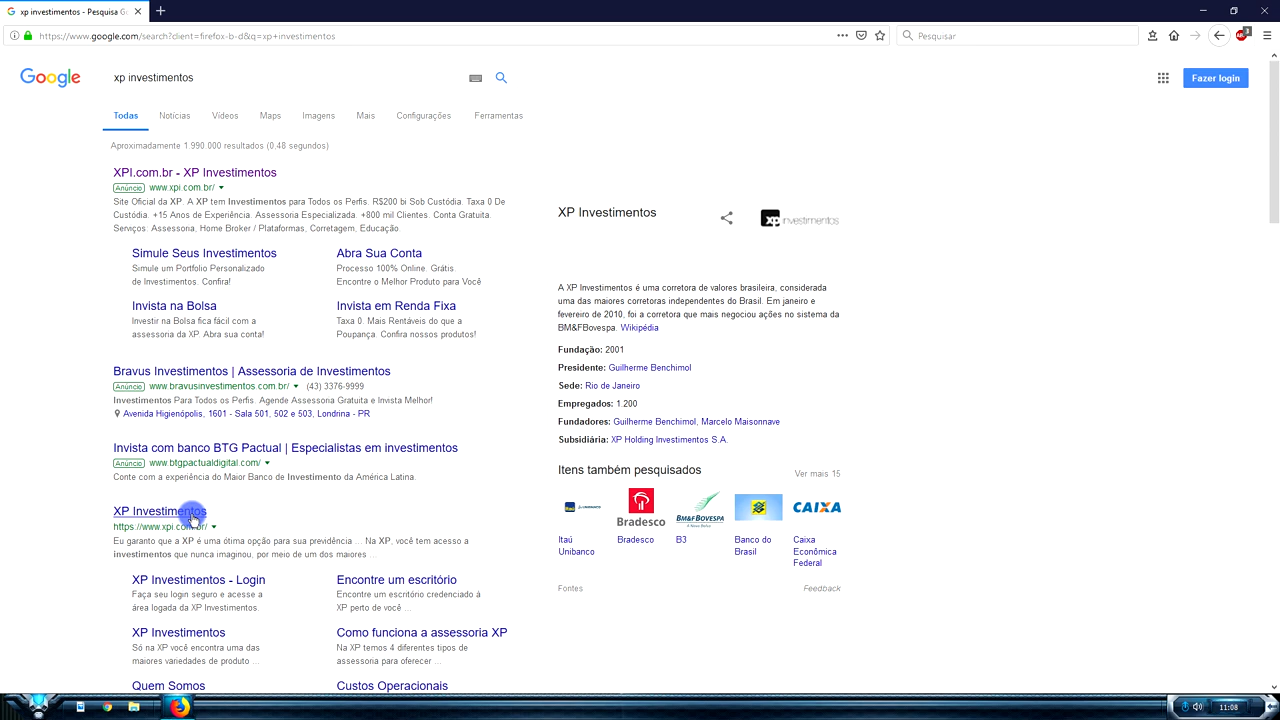 xp investimentos - Pesquisa G
https://www.google.com/search?client=firefox-b-d&q=xp+investimentos
Pesquisar
3
Google
xp investimentos
Fazer login
Todas Notícias Vídeos Maps Imagens Mais Configurações Ferramentas
Aproximadamente 1.990.000 resultados (0,48 segundos)
XPI.com.br - XP Investimentos
Anúncio www.xpi.com.br/
Site Oficial da XP. A XP tem Investimentos para Todos os Perfis. R$200 bi Sob Custódia. Taxa 0 De
Custódia. +15 Anos de Experiência. Assessoria Especializada. +800 mil Clientes. Conta Gratuita.
Serviços: Assessoria, Home Broker / Plataformas, Corretagem, Educação
Simule Seus Investimentos
Simule um Portfolio Personalizado
de Investimentos. Confira!
Abra Sua Conta
Processo 100% Online. Grátis.
Encontre o Melhor Produto para Você
Invista na Bolsa
Investir na Bolsa fica fácil com a
assessoria da XP. Abra sua conta!
Invista em Renda Fixa
Taxa 0. Mais Rentáveis do que a
Poupança. Confira nossos produtos!
Bravus Investimentos | Assessoria de Investimentos
Anúncio www.bravusinvestimentos.com.br/ (43) 3376-9999
Investimentos Para Todos os Perfis. Agende Assessoria Gratuita e Invista Melhor!
Avenida Higienópolis, 1601 - Sala 501, 502 e 503, Londrina - PR
Invista com banco BTG Pactual | Especialistas em investimentos
Anúncio www.btgpactualdigital.com/
Conte com a experiência do Maior Banco de Investimento da América Latina.
XP Investimentos
https://www.xpi.com.br/
Eu garanto que a XP é uma ótima opção para sua previdência ... Na XP, você tem acesso a
investimentos que nunca imaginou, por meio de um dos maiores ...
XP Investimentos - Login
Faça seu login seguro e acesse a
área logada da XP Investimentos.
Encontre um escritório
Encontre um escritório credenciado à
XP perto de você ...
XP Investimentos
Só na XP você encontra uma das
maiores variedades de produto ...
Como funciona a assessoria XP
Na XP temos 4 diferentes tipos de
assessoria para oferecer ...
Quem Somos
Custos Operacionais
XP Investimentos
xp investimentos
A XP Investimentos é uma corretora de valores brasileira, considerada
uma das maiores corretoras independentes do Brasil. Em janeiro e
fevereiro de 2010, foi a corretora que mais negociou ações no sistema da
BM&FBovespa. Wikipédia
Fundação: 2001
Presidente: Guilherme Benchimol
Sede: Rio de Janeiro
Empregados: 1.200
Fundadores: Guilherme Benchimol, Marcelo Maisonnave
Subsidiária: XP Holding Investimentos S.A.
Itens também pesquisados
Ver mais 15
Bradesco
BM&FBOVESPA
CAIXA
Itaú
Unibanco
Bradesco
B3
Banco do
Brasil
Caixa
Econômica
Federal
Fontes
Feedback
11:08